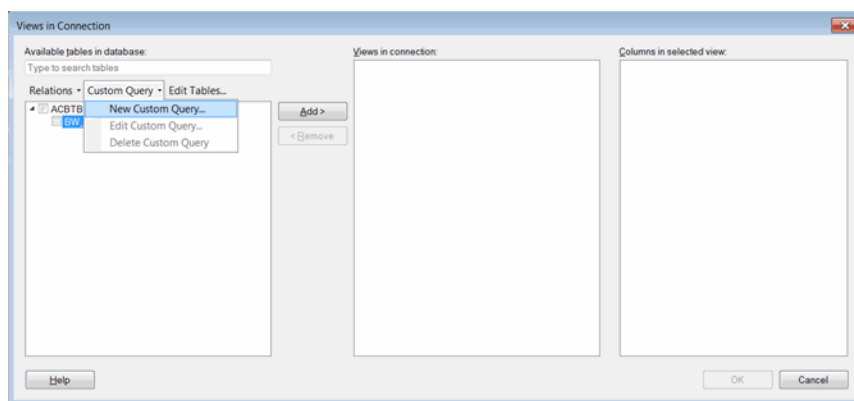 Views in Connection
Available tables in database:
Type to search tables
Relations
Custom Query
Edit Tables...
New Custom Query...
Edit Custom Query...
Delete Custom Query
ACBTB
BW_
Add >
< Remove
Views in connection:
Columns in selected view:
Help
OK
Cancel